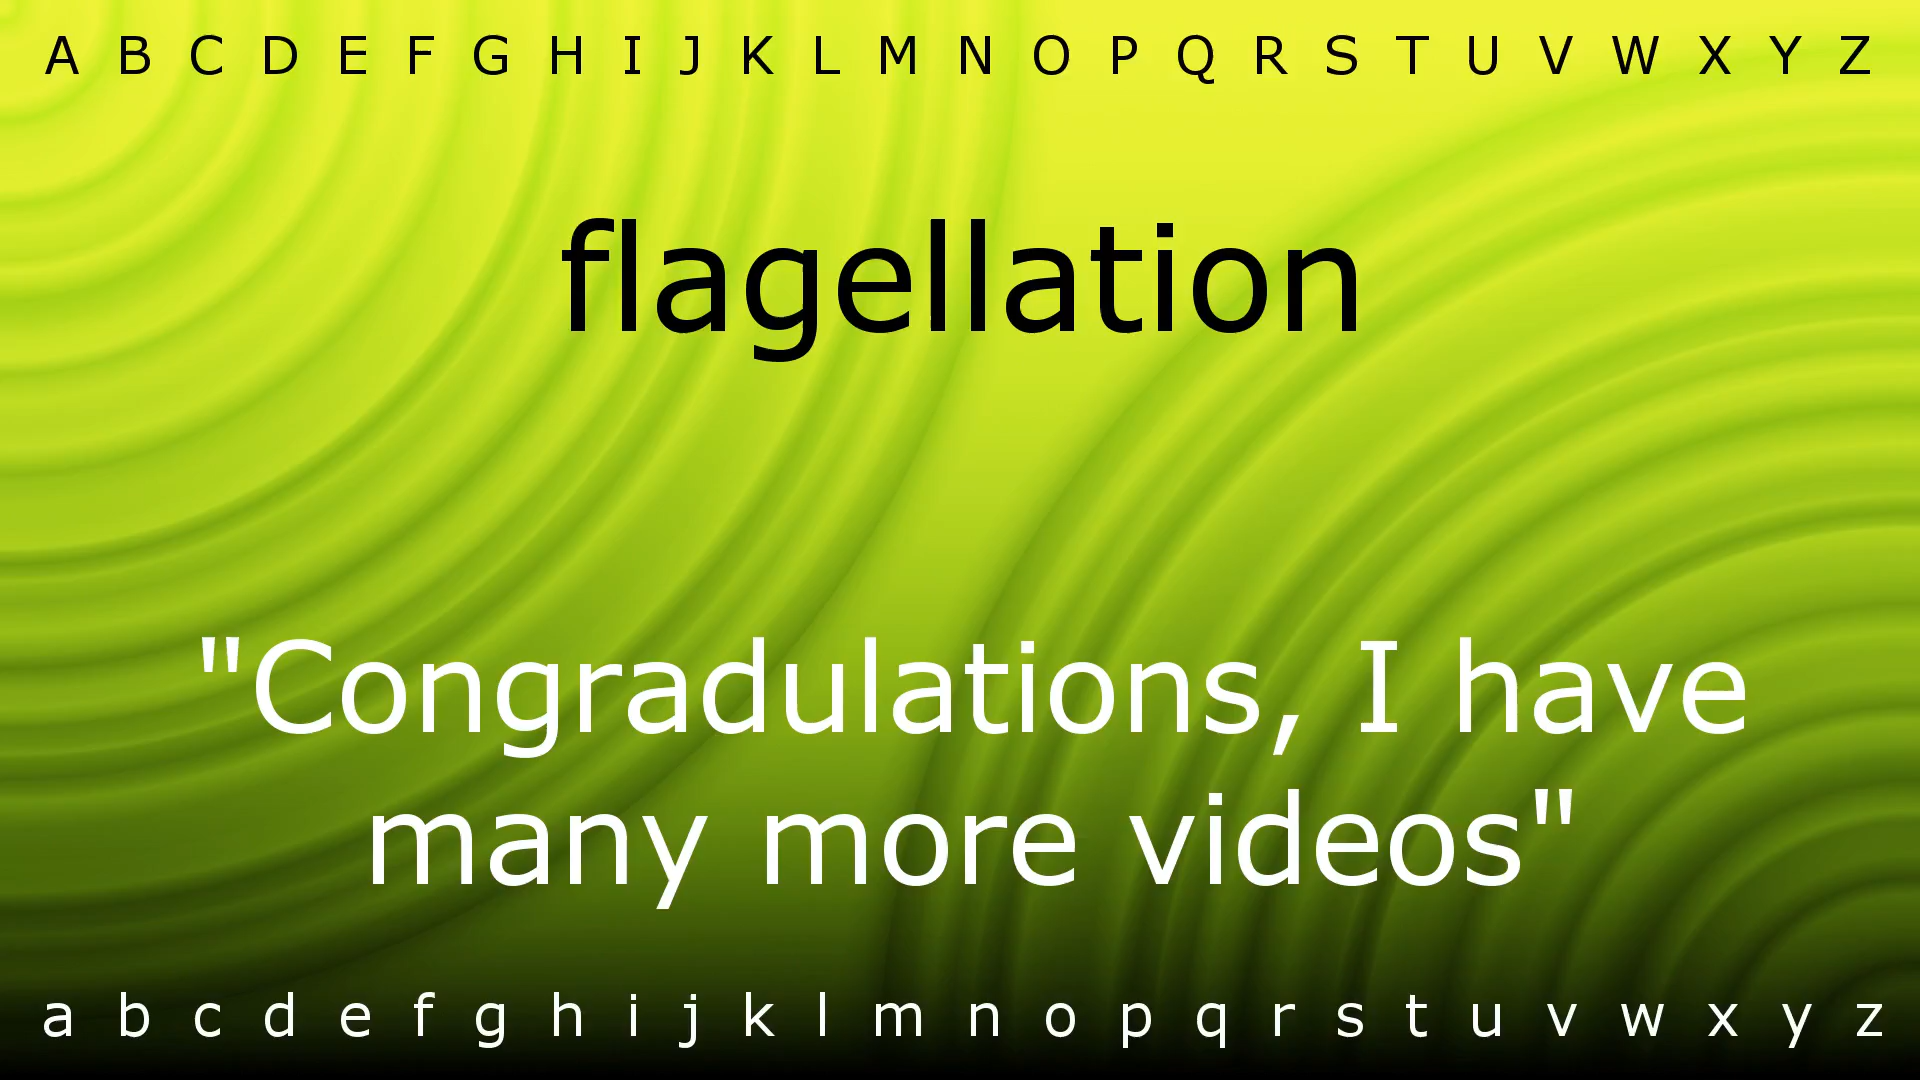 A B C D E F G H I J K L M N O P Q R S T U V W X Y Z
flagellation
"Congradulations, I have
many more videos"
a b c d e f g h i j k l m n o p q r s t u v w x y z